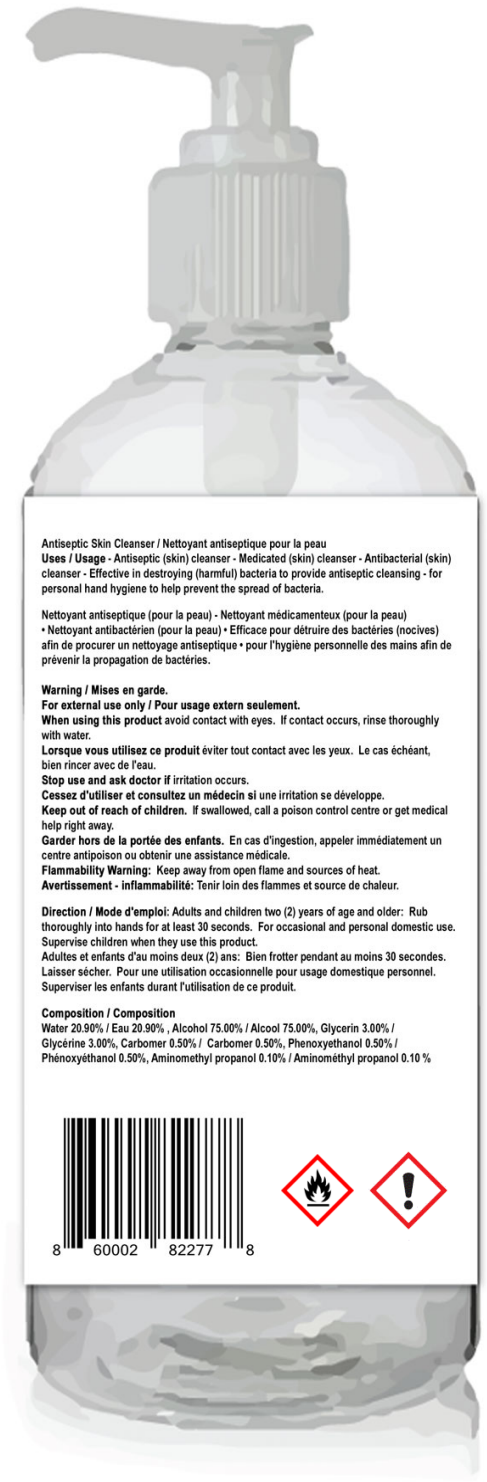 Antiseptic Skin Cleanser / Nettoyant antiseptique pour la peau
Uses / Usage - Antiseptic (skin) cleanser - Medicated (skin) cleanser - Antibacterial (skin)
cleanser - Effective in destroying (harmful) bacteria to provide antiseptic cleansing - for
personal hand hygiene to help prevent the spread of bacteria.
Nettoyant antiseptique (pour la peau) - Nettoyant médicamenteux (pour la peau)
• Nettoyant antibactérien (pour la peau) • Efficace pour détruire des bactéries (nocives)
afin de procurer un nettoyage antiseptique • pour l'hygiène personnelle des mains afin de
prévenir la propagation de bactéries.
Warning / Mises en garde.
For external use only / Pour usage extern seulement.
When using this product avoid contact with eyes. If contact occurs, rinse thoroughly
with water.
Lorsque vous utilisez ce produit éviter tout contact avec les yeux. Le cas échéant,
bien rincer avec de l'eau.
Stop use and ask doctor if irritation occurs.
Cessez d'utiliser et consultez un médecin si une irritation se développe.
Keep out of reach of children. If swallowed, call a poison control centre or get medical
help right away.
Garder hors de la portée des enfants. En cas d'ingestion, appeler immédiatement un
centre antipoison ou obtenir une assistance médicale.
Flammability Warning: Keep away from open flame and sources of heat.
Avertissement - inflammabilité: Tenir loin des flammes et source de chaleur.
Direction / Mode d'emploi: Adults and children two (2) years of age and older: Rub
thoroughly into hands for at least 30 seconds. For occasional and personal domestic use.
Supervise children when they use this product.
Adultes et enfants d'au moins deux (2) ans: Bien frotter pendant au moins 30 secondes.
Laisser sécher. Pour une utilisation occasionnelle pour usage domestique personnel.
Superviser les enfants durant l'utilisation de ce produit.
Composition / Composition
Water 20.90% / Eau 20.90% , Alcohol 75.00% / Alcool 75.00%, Glycerin 3.00% /
Glycérine 3.00%, Carbomer 0.50% / Carbomer 0.50%, Phenoxyethanol 0.50% /
Phénoxyéthanol 0.50%, Aminomethyl propanol 0.10% / Aminométhyl propanol 0.10 %
8 60002 82277 8